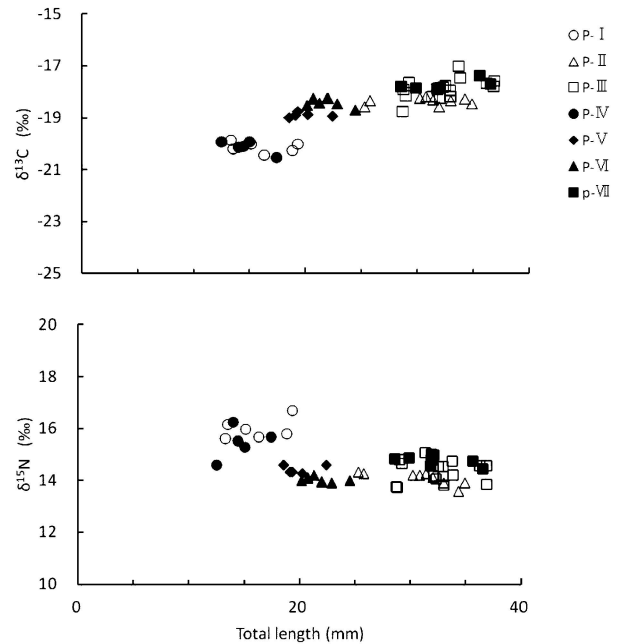 -15
-17
-19
-21
-23
-25
δ¹³C (‰)
P- Ⅰ
P- Ⅱ
P-Ⅲ
P-Ⅳ
P-Ⅴ
P-Ⅵ
p-Ⅶ
20
18
16
14
12
10
δ¹⁵N (‰)
0
20
40
Total length (mm)